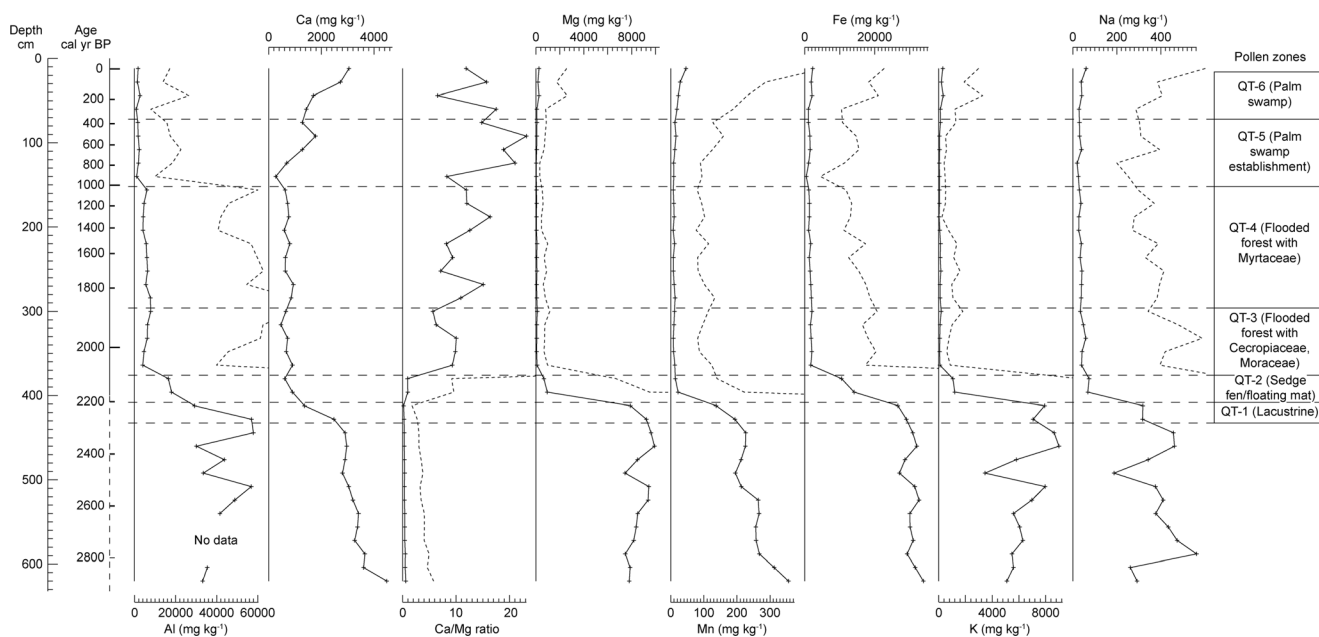 Ca (mg kg⁻¹) Mg (mg kg⁻¹) Fe (mg kg⁻¹) Na (mg kg⁻¹)
Depth cm
Age cal yr BP
0 2000 4000
0 4000 8000
0 20000
0 200 400
Pollen zones
0
100
200
300
400
500
600
0
200
400
600
800
1000
1200
1400
1600
1800
2000
2200
2400
2600
2800
QT-6 (Palm
swamp)
QT-5 (Palm
swamp
establishment)
QT-4 (Flooded
forest with
Myrtaceae)
QT-3 (Flooded
forest with
Cecropiaceae,
Moraceae)
QT-2 (Sedge
fen/floating mat)
QT-1 (Lacustrine)
No data
0 20000 40000 60000
0 10 20
0 100 200 300
0 4000 8000
Al (mg kg⁻¹) Ca/Mg ratio Mn (mg kg⁻¹) K (mg kg⁻¹)